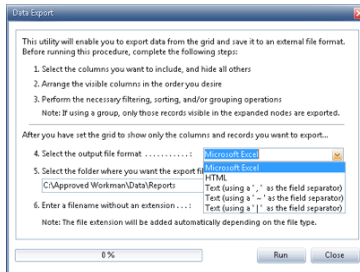 Data Export
This utility will enable you to export data from the grid and save it to an external file format.
Before running this procedure, complete the following steps:
1. Select the columns you want to include, and hide all others
2. Arrange the visible columns in the order you desire
3. Perform the necessary filtering, sorting, and/or grouping operations
Note: If using a group, only those records visible in the expanded nodes are exported.
After you have set the grid to show only the columns and records you want to export...
4. Select the output file format . . . . . . . . . . . : Microsoft Excel
Microsoft Excel
HTML
Text (using a ' , ' as the field separator)
Text (using a ' ~ ' as the field separator)
Text (using a ' | ' as the field separator)
5. Select the folder where you want the export fil
C:\Approved Workman\Data\Reports
6. Enter a filename without an extension . . . :
Note: The file extension will be added automatically depending on the file type.
0 %
Run
Close